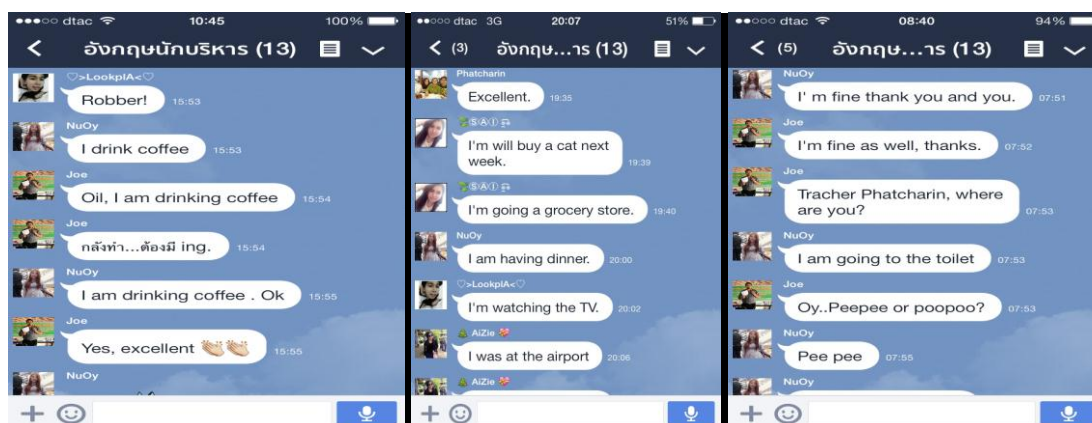 dtac
10:45
100%
อังกฤษนักบริหาร (13)
♡>LookplA<♡
Robber!
15:53
NuOy
I drink coffee
15:53
Joe
Oil, I am drinking coffee
15:54
Joe
กลังทำ...ต้องมี ing.
15:54
NuOy
I am drinking coffee . Ok
15:55
Joe
Yes, excellent 👏👏
15:55
NuOy
dtac 3G
20:07
51%
(3)
อังกฤษ...าร (13)
Phatcharin
Excellent.
19:35
ⓈⒶⒾ
I'm will buy a cat next
week.
19:39
ⓈⒶⒾ
I'm going a grocery store.
19:40
NuOy
I am having dinner.
20:00
♡>LookplA<♡
I'm watching the TV.
20:02
🎄 AiZie 💝
I was at the airport
20:06
🎄 AiZie 💝
dtac
08:40
94%
(5)
อังกฤษ...าร (13)
NuOy
I' m fine thank you and you.
07:51
Joe
I'm fine as well, thanks.
07:52
Joe
Tracher Phatcharin, where
are you?
07:53
NuOy
I am going to the toilet
07:53
Joe
Oy..Peepee or poopoo?
07:53
NuOy
Pee pee
07:55
NuOy